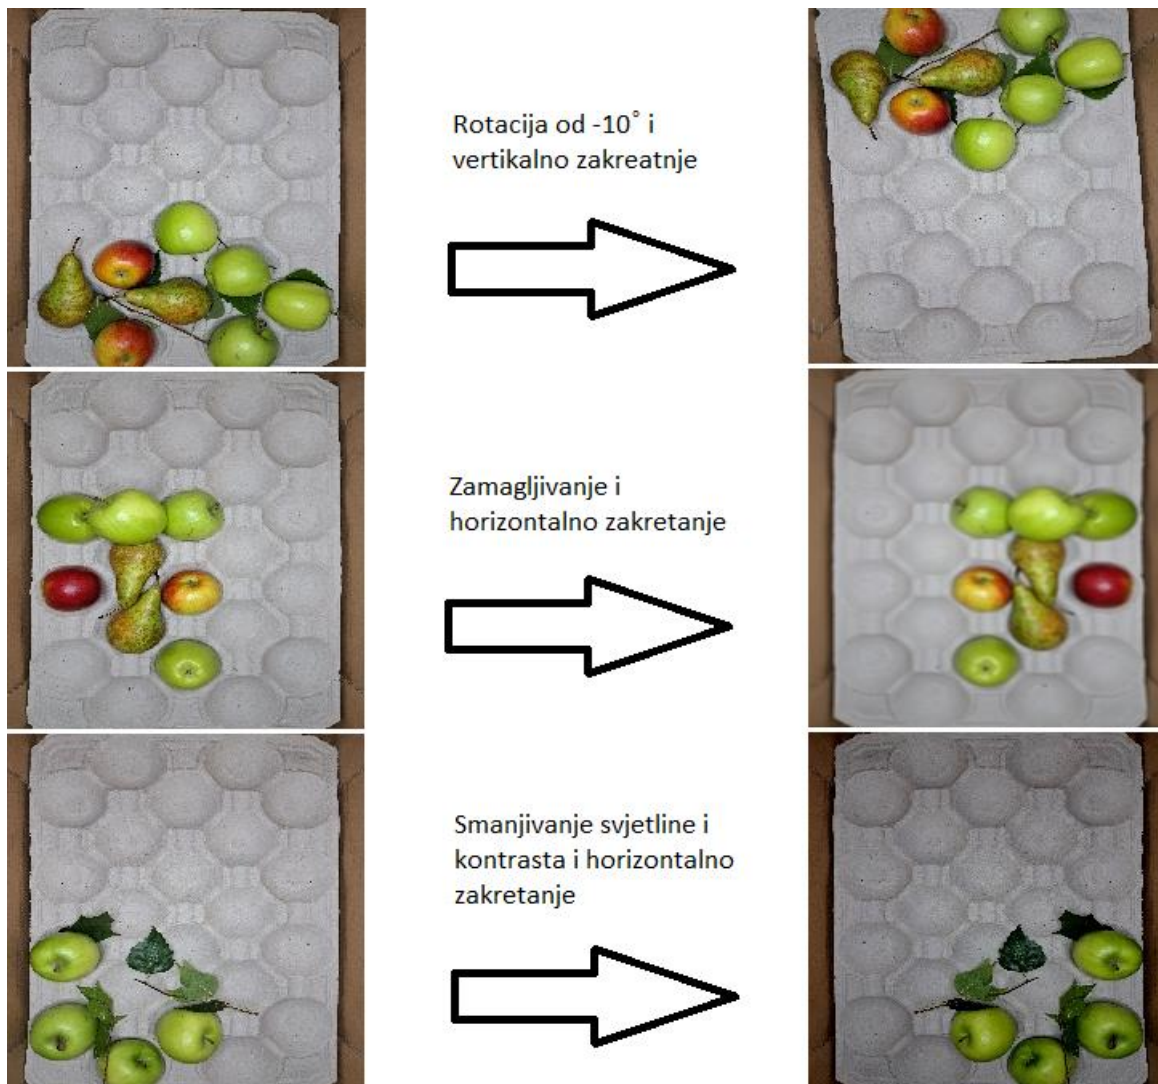 Rotacija od -10˚ i
vertikalno zakreatnje
Zamagljivanje i
horizontalno zakretanje
Smanjivanje svjetline i
kontrasta i horizontalno
zakretanje